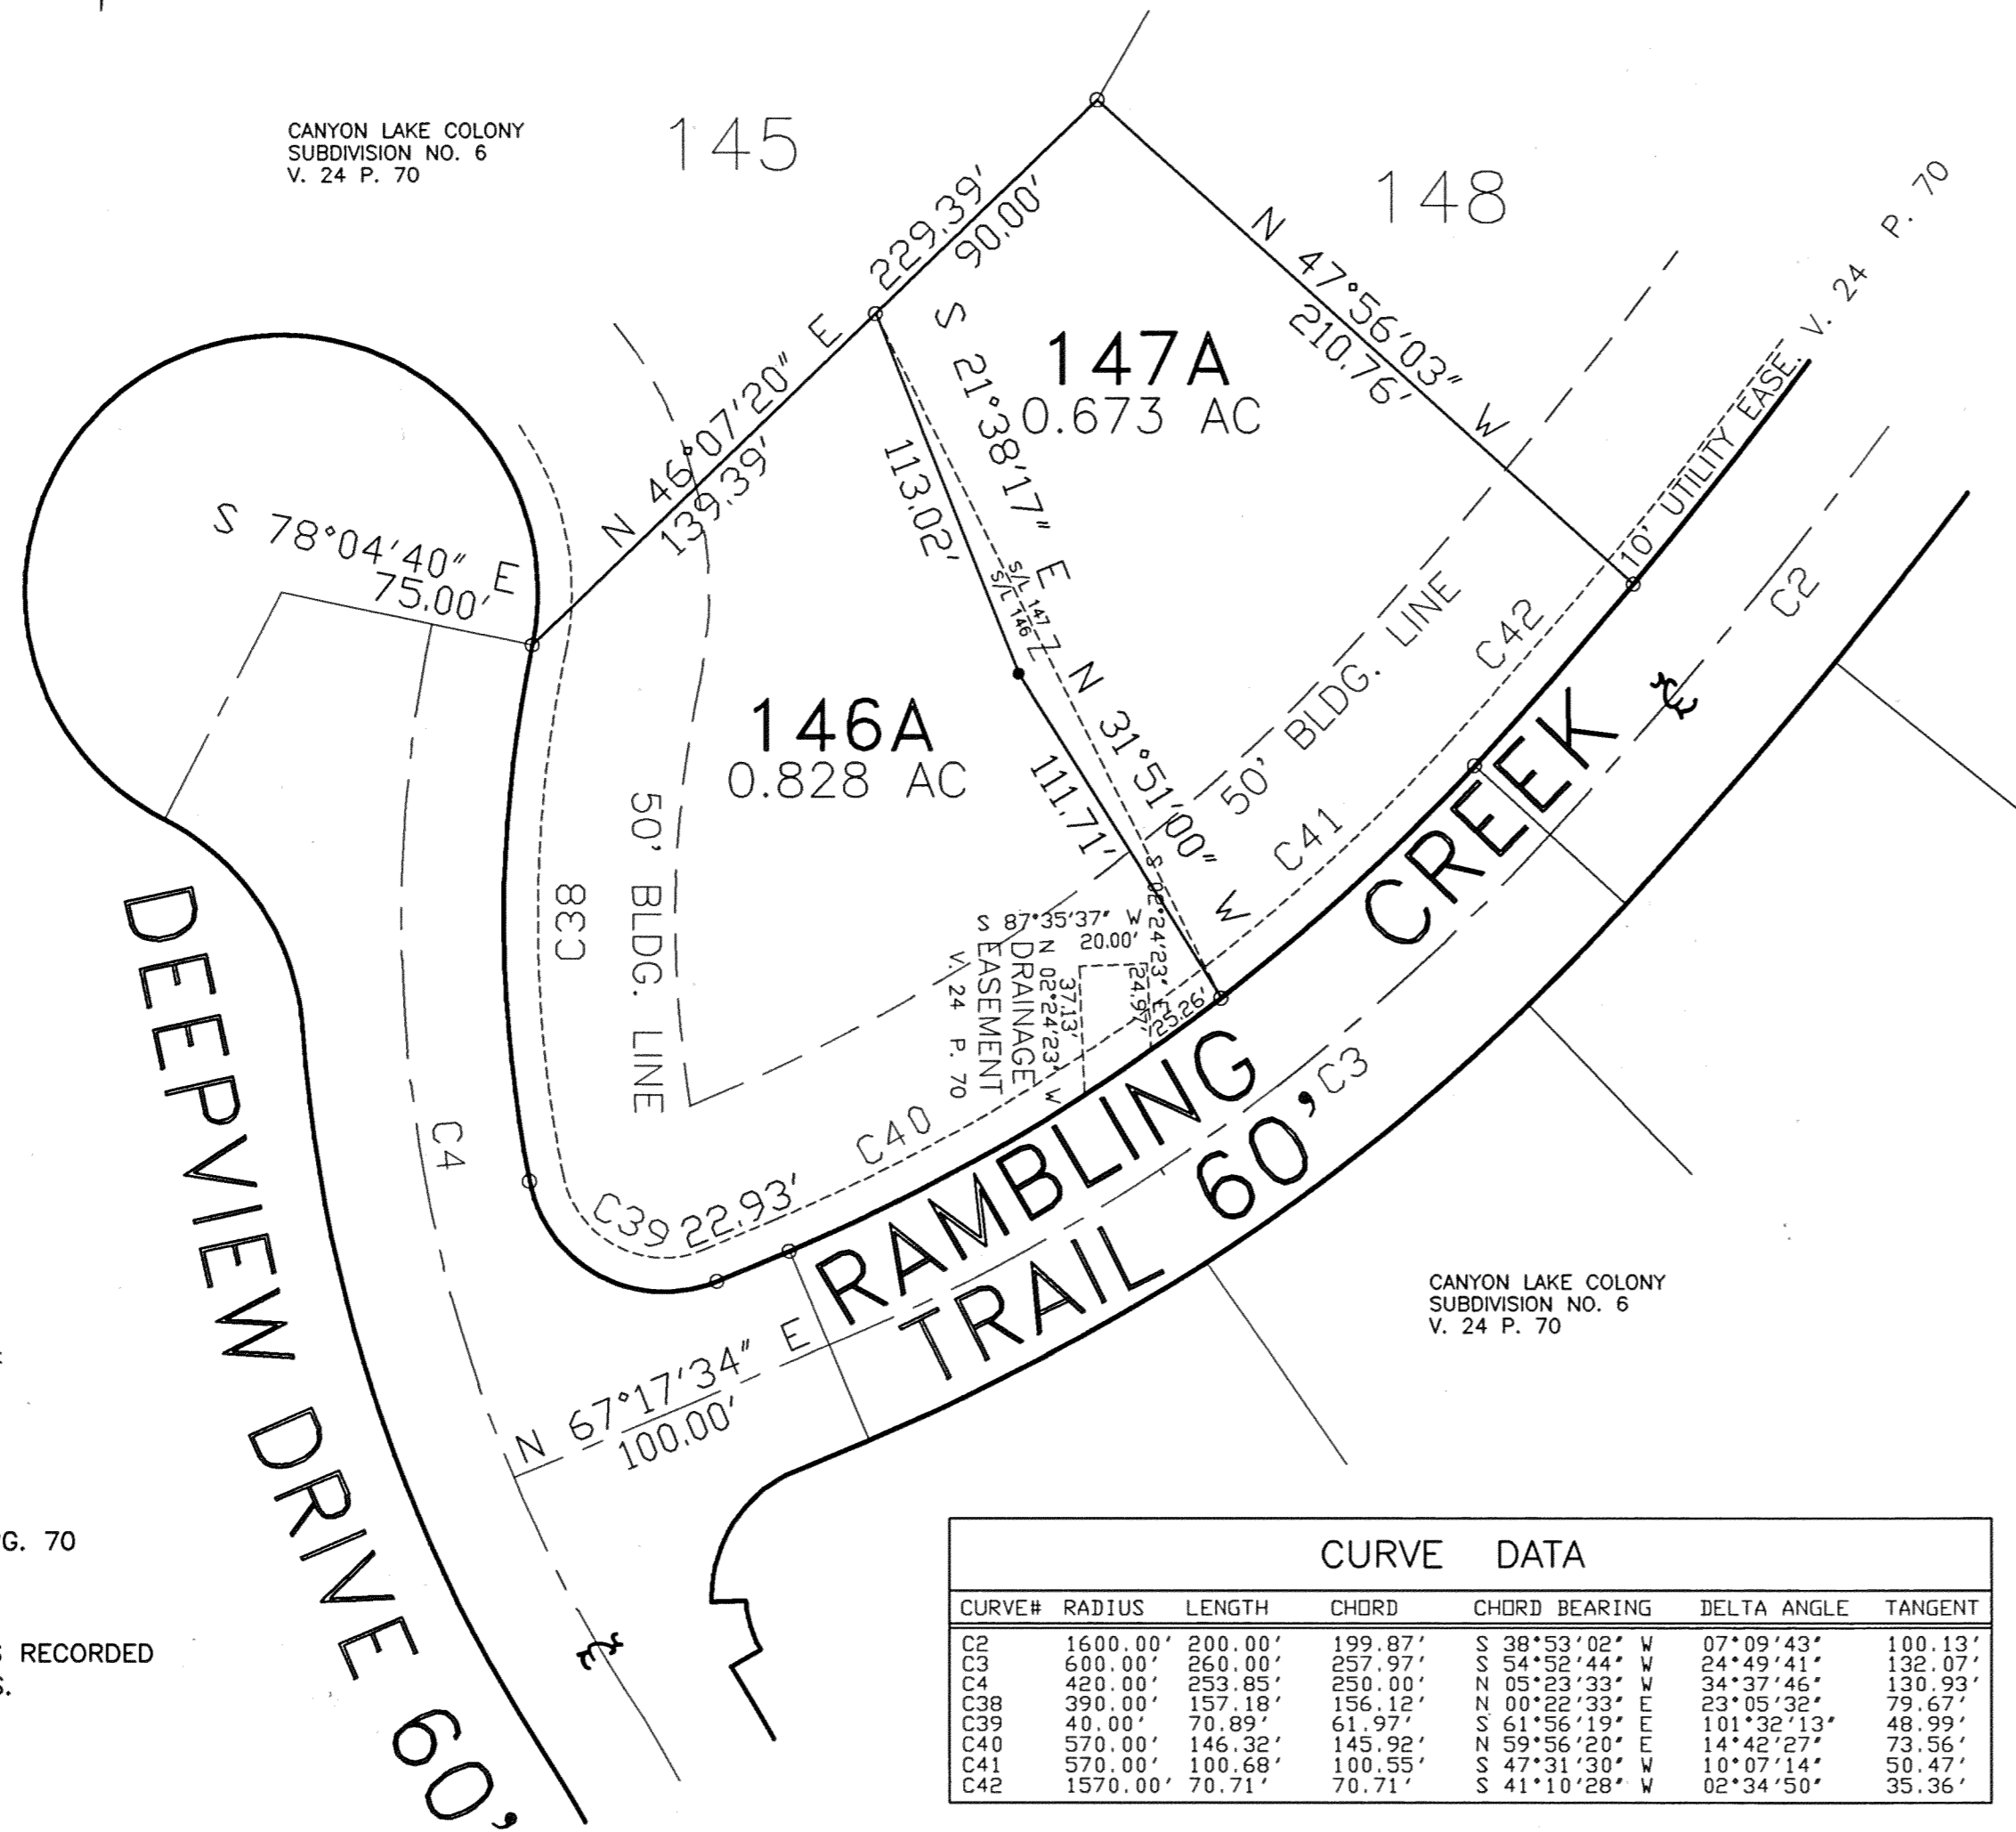 CANYON LAKE COLONY
SUBDIVISION NO. 6
V. 24 P. 70
145
148
V. 24 P. 70
229.39'
90.00'
N 47°56'03" W
210.76'
N 46°07'20" E
139.39'
S 21°38'17" E
113.02'
147A
0.673 AC
10' UTILITY EASE.
S 78°04'40" E
75.00'
S/L 147
S/L 146
C42
C2
50' BLDG. LINE
146A
0.828 AC
N 31°51'00" W
111.71'
C41
50' BLDG. LINE
C38
S 87°35'37" W
20.00'
S 02°24'23" E
24.97'
N 02°24'23" W
37.13'
DRAINAGE
EASEMENT
V. 24 P. 70
25.26'
C40
C39
22.93'
C4
C3
RAMBLING CREEK
TRAIL 60'
DEEPVIEW DRIVE 60'
N 67°17'34" E
100.00'
CANYON LAKE COLONY
SUBDIVISION NO. 6
V. 24 P. 70
G. 70
RECORDED
S.
CURVE DATA
CURVE# RADIUS LENGTH CHORD CHORD BEARING DELTA ANGLE TANGENT
C2 1600.00' 200.00' 199.87' S 38°53'02" W 07°09'43" 100.13'
C3 600.00' 260.00' 257.97' S 54°52'44" W 24°49'41" 132.07'
C4 420.00' 253.85' 250.00' N 05°23'33" W 34°37'46" 130.93'
C38 390.00' 157.18' 156.12' N 00°22'33" E 23°05'32" 79.67'
C39 40.00' 70.89' 61.97' S 61°56'19" E 101°32'13" 48.99'
C40 570.00' 146.32' 145.92' N 59°56'20" E 14°42'27" 73.56'
C41 570.00' 100.68' 100.55' S 47°31'30" W 10°07'14" 50.47'
C42 1570.00' 70.71' 70.71' S 41°10'28" W 02°34'50" 35.36'